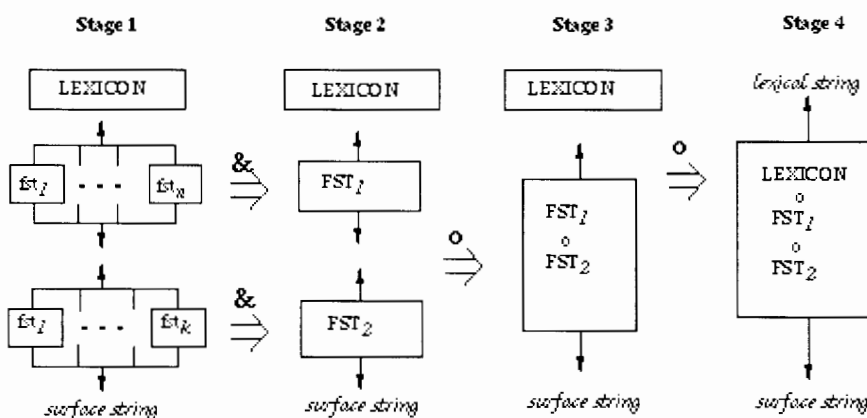 Stage 1 Stage 2 Stage 3 Stage 4
LEXICON LEXICON LEXICON lexical string
fst1 - - - fstn & FST1 o LEXICON
o
FST1
o
FST2
FST1
o
FST2
o
fst1 - - - fstk & FST2
surface string surface string surface string surface string